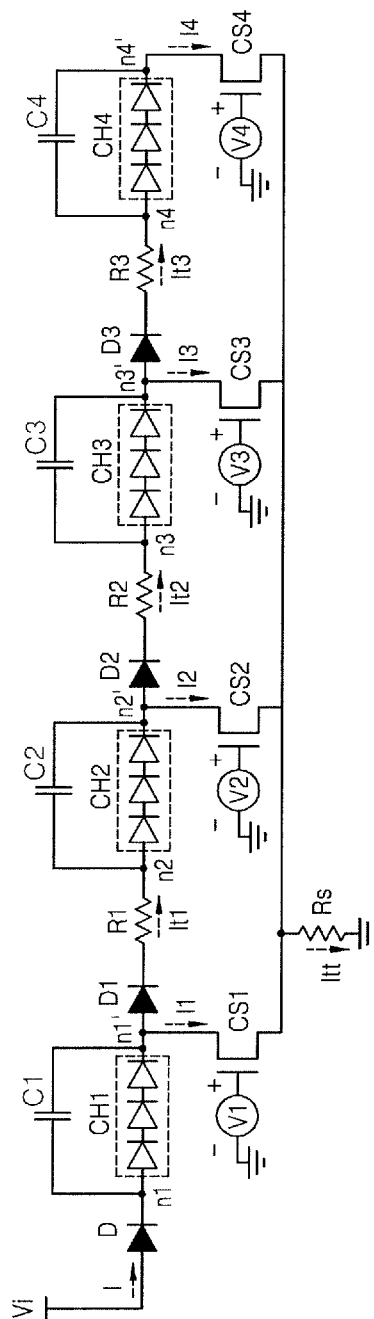 Vi
I
D
n1
C1
CH1
n1'
I1
V1
+
-
CS1
D1
R1
It1
n2
C2
CH2
n2'
I2
V2
+
-
CS2
Rs
Itt
D2
R2
It2
n3
C3
CH3
n3'
I3
V3
+
-
CS3
D3
R3
It3
n4
C4
CH4
n4'
I4
V4
+
-
CS4